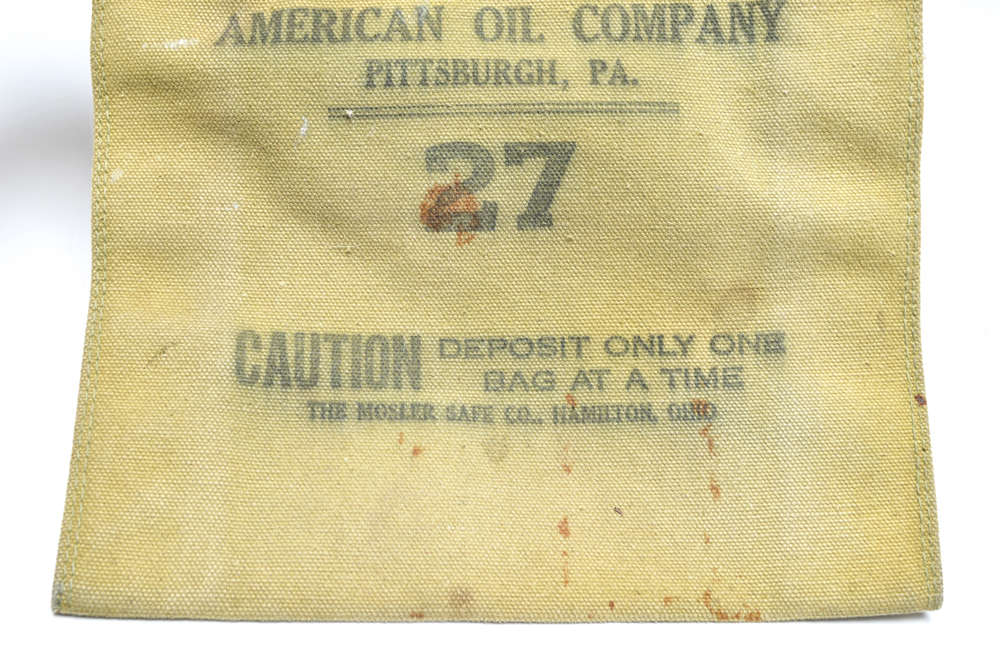 AMERICAN OIL COMPANY
PITTSBURGH, PA.
27
CAUTION DEPOSIT ONLY ONE
BAG AT A TIME
THE MOSLER SAFE CO., HAMILTON, OHIO